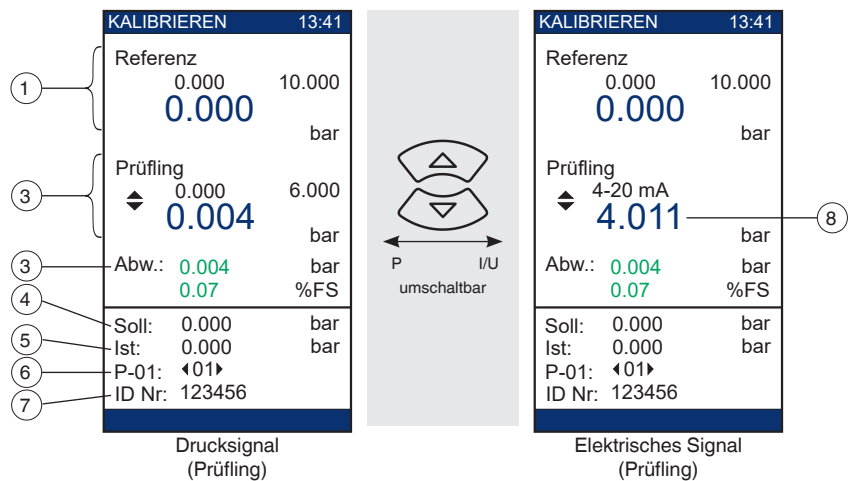 KALIBRIEREN 13:41
Referenz
0.000 10.000
0.000
bar
Prüfling
0.000 6.000
0.004
bar
Abw.: 0.004 bar
0.07 %FS
Soll: 0.000 bar
Ist: 0.000 bar
P-01: 01
ID Nr: 123456
Drucksignal
(Prüfling)
1
3
3
4
5
6
7
P I/U
umschaltbar
KALIBRIEREN 13:41
Referenz
0.000 10.000
0.000
bar
Prüfling
4-20 mA
4.011
bar
Abw.: 0.004 bar
0.07 %FS
Soll: 0.000 bar
Ist: 0.000 bar
P-01: 01
ID Nr: 123456
Elektrisches Signal
(Prüfling)
8